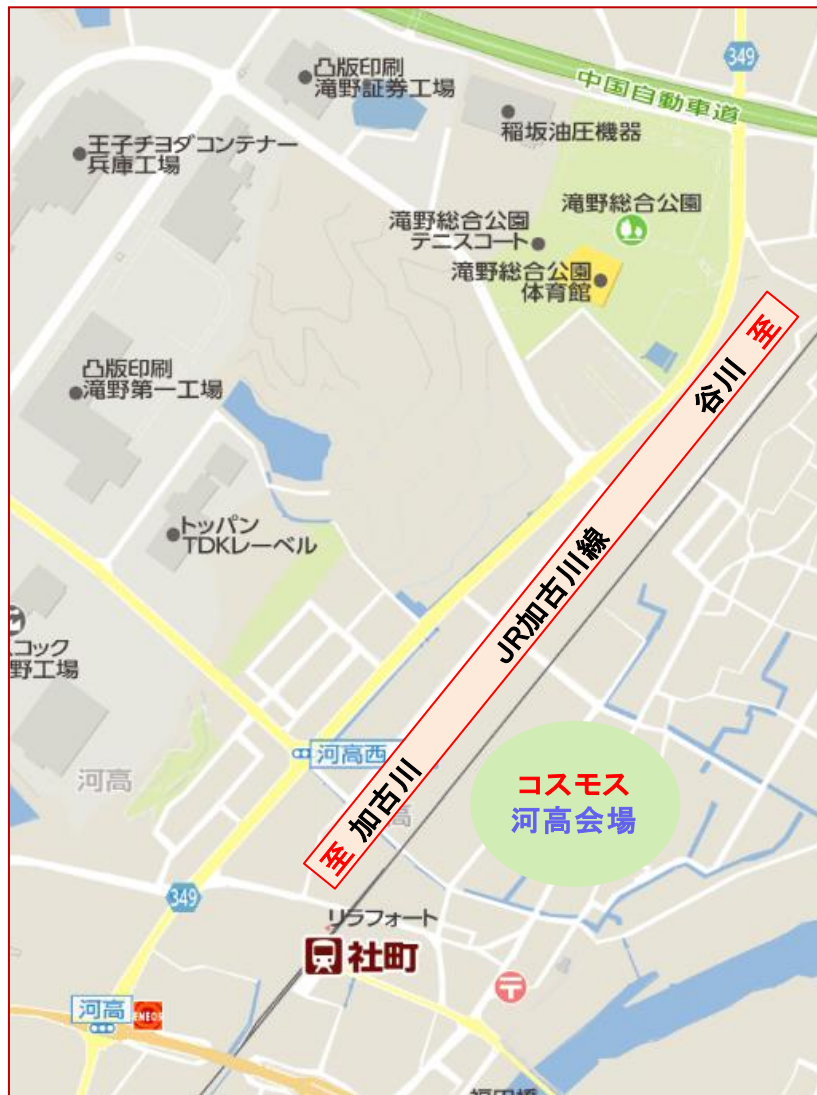 凸版印刷
滝野証券工場
349
中国自動車道
稲坂油圧機器
王子チヨダコンテナー
兵庫工場
滝野総合公園
滝野総合公園
テニスコート
滝野総合公園
体育館
至
谷川
凸版印刷
滝野第一工場
トッパン
TDKレーベル
JR加古川線
コック
野工場
河高西
河高
コスモス
河高会場
加古川
高
至
349
リラフォート
社町
河高
ENEOS
福田橋